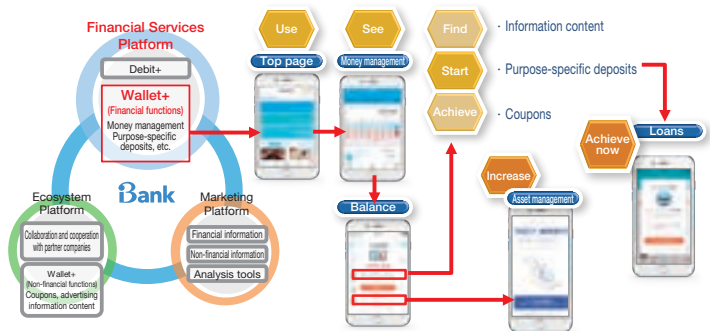 Financial Services
Platform
Debit+
Wallet+
(Financial functions)
Money management
Purpose-specific
deposits, etc.
iBank
Ecosystem
Platform
Collaboration and cooperation
with partner companies
Wallet+
(Non-financial functions)
Coupons, advertising
information content
Marketing
Platform
Financial information
Non-financial information
Analysis tools
Use
Top page
See
Money management
Balance
Find
· Information content
Start
· Purpose-specific deposits
Achieve
· Coupons
Increase
Asset management
Achieve
now
Loans